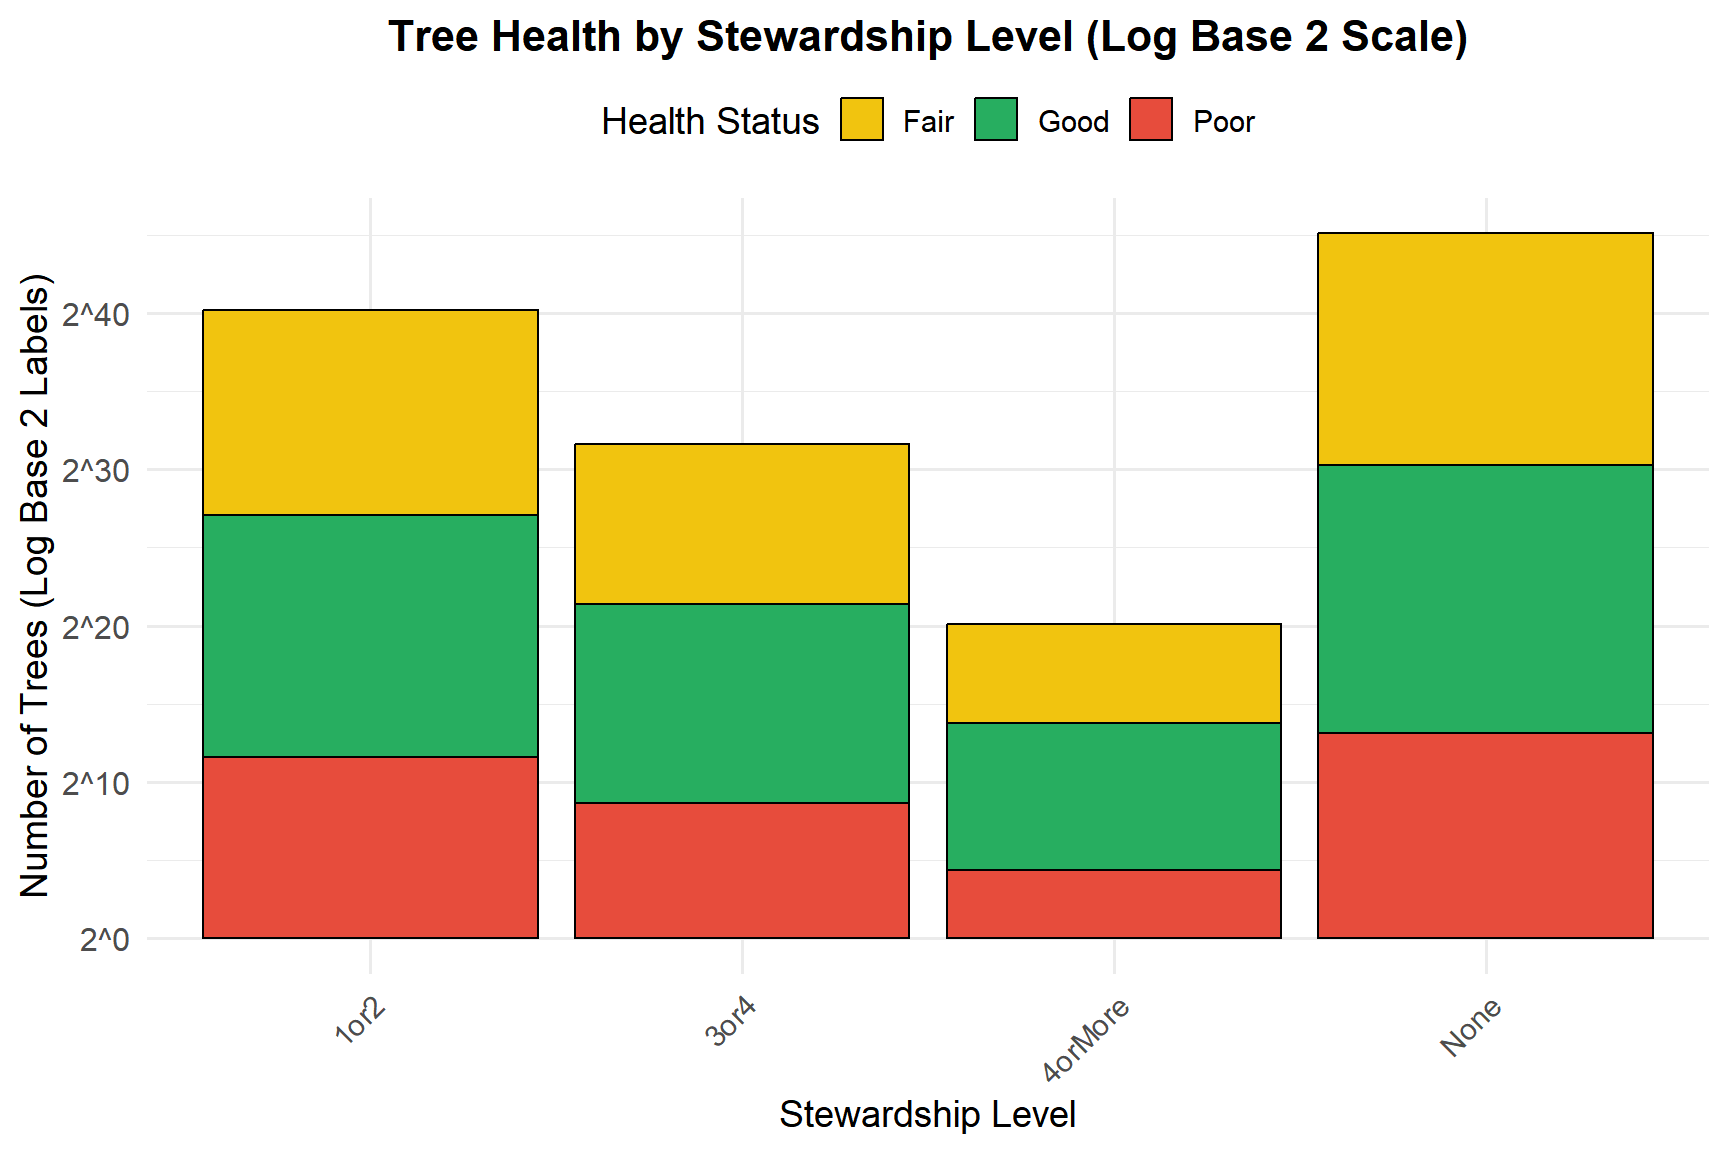 Tree Health by Stewardship Level (Log Base 2 Scale)
Health Status Fair Good Poor
Number of Trees (Log Base 2 Labels)
2^40
2^30
2^20
2^10
2^0
1or2 3or4 4orMore None
Stewardship Level